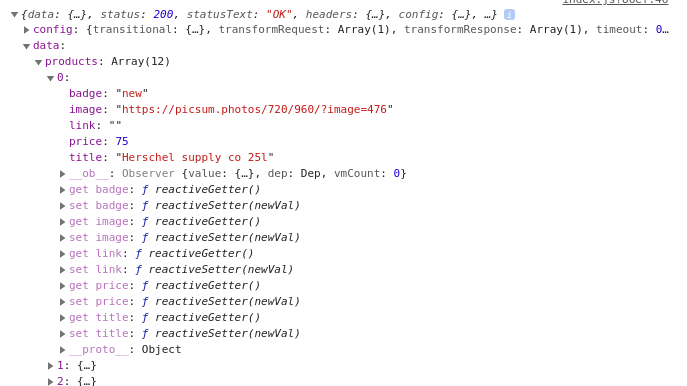 {data: {…}, status: 200, statusText: "OK", headers: {…}, config: {…}, …} i
config: {transitional: {…}, transformRequest: Array(1), transformResponse: Array(1), timeout: 0…
data:
products: Array(12)
0:
badge: "new"
image: "https://picsum.photos/720/960/?image=476"
link: ""
price: 75
title: "Herschel supply co 25l"
__ob__: Observer {value: {…}, dep: Dep, vmCount: 0}
get badge: ƒ reactiveGetter()
set badge: ƒ reactiveSetter(newVal)
get image: ƒ reactiveGetter()
set image: ƒ reactiveSetter(newVal)
get link: ƒ reactiveGetter()
set link: ƒ reactiveSetter(newVal)
get price: ƒ reactiveGetter()
set price: ƒ reactiveSetter(newVal)
get title: ƒ reactiveGetter()
set title: ƒ reactiveSetter(newVal)
__proto__: Object
1: {…}
2: {…}